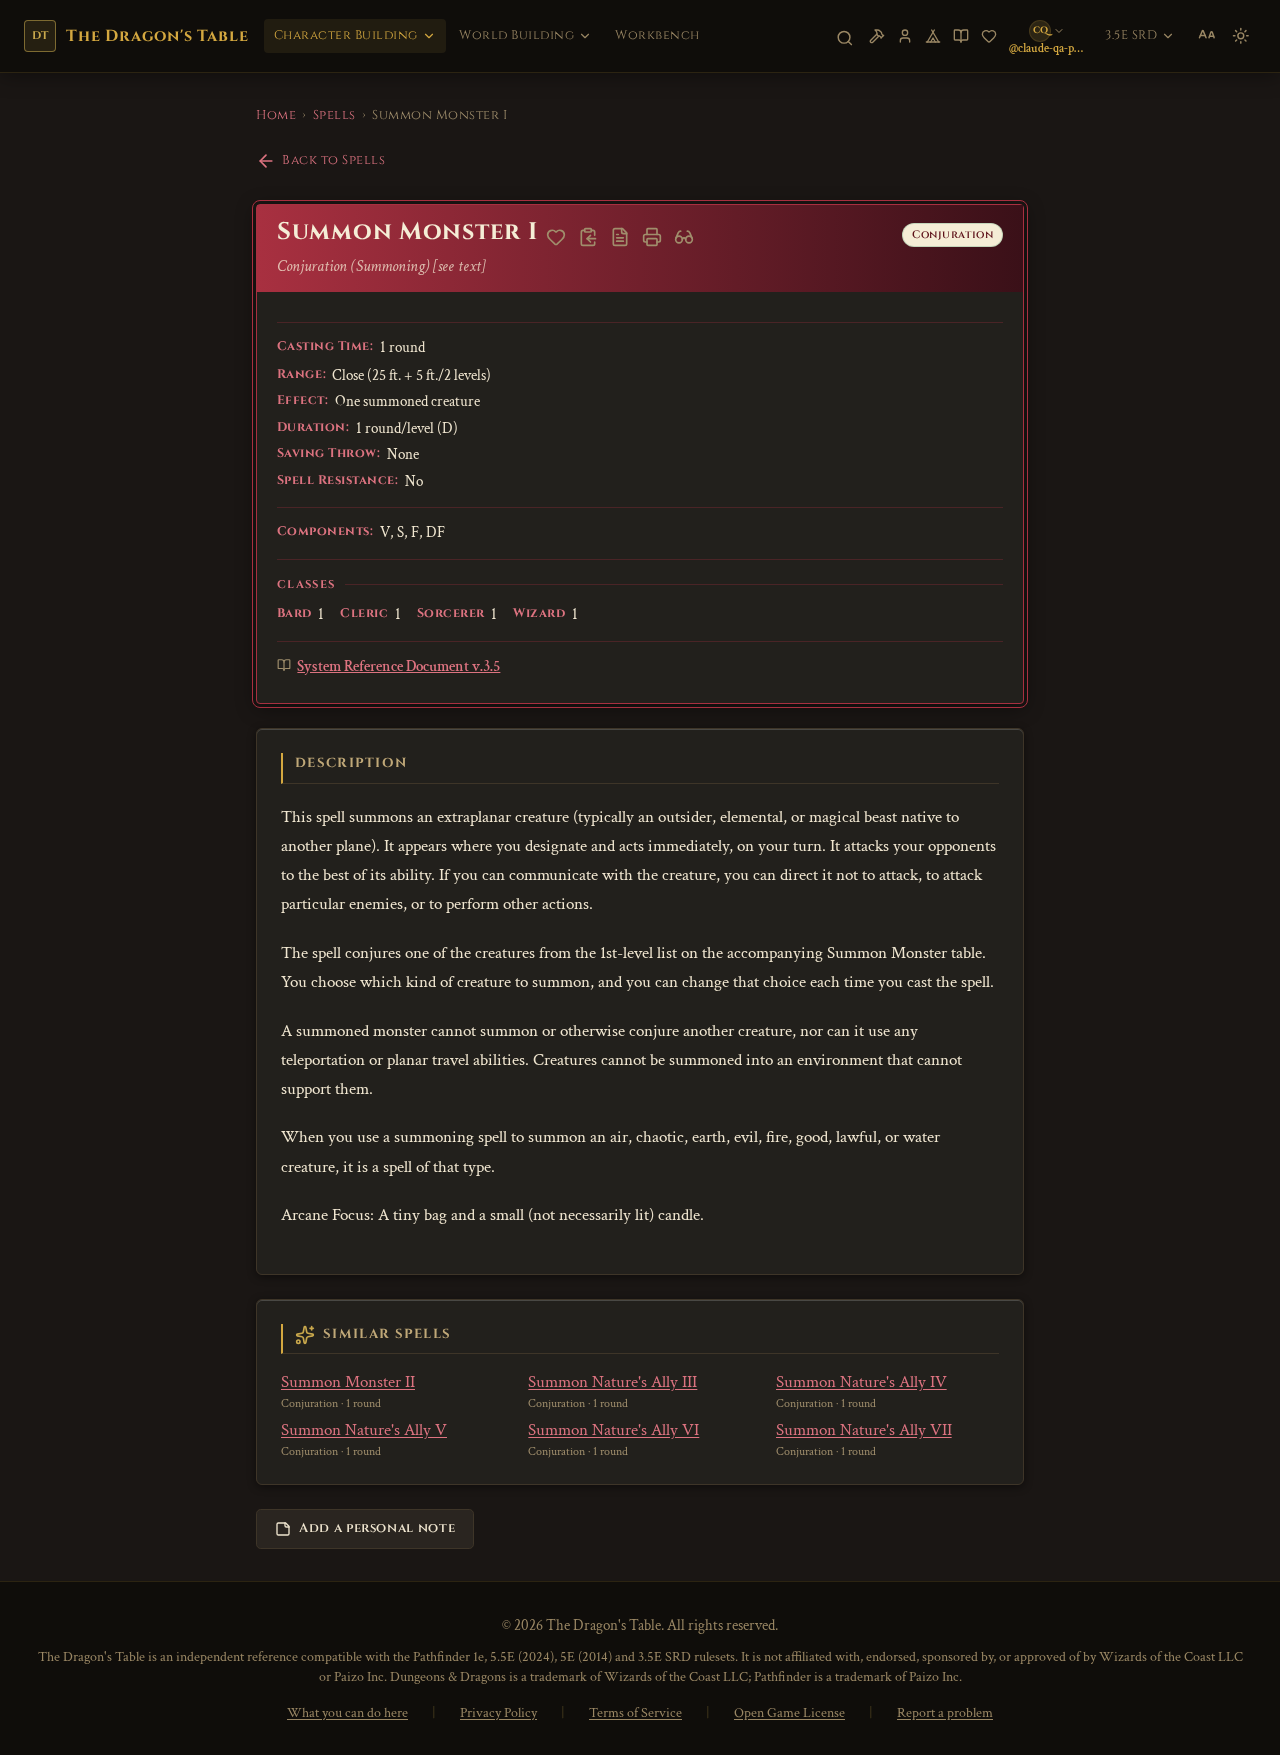 DT The Dragon's Table Character Building World Building Workbench CQ @claude-qa-p... 3.5E SRD AA
Home › Spells › Summon Monster I
Back to Spells
Summon Monster I Conjuration
Conjuration (Summoning) [see text]
Casting Time: 1 round
Range: Close (25 ft. + 5 ft./2 levels)
Effect: One summoned creature
Duration: 1 round/level (D)
Saving Throw: None
Spell Resistance: No
Components: V, S, F, DF
CLASSES
Bard 1 Cleric 1 Sorcerer 1 Wizard 1
System Reference Document v.3.5
DESCRIPTION
This spell summons an extraplanar creature (typically an outsider, elemental, or magical beast native to
another plane). It appears where you designate and acts immediately, on your turn. It attacks your opponents
to the best of its ability. If you can communicate with the creature, you can direct it not to attack, to attack
particular enemies, or to perform other actions.
The spell conjures one of the creatures from the 1st-level list on the accompanying Summon Monster table.
You choose which kind of creature to summon, and you can change that choice each time you cast the spell.
A summoned monster cannot summon or otherwise conjure another creature, nor can it use any
teleportation or planar travel abilities. Creatures cannot be summoned into an environment that cannot
support them.
When you use a summoning spell to summon an air, chaotic, earth, evil, fire, good, lawful, or water
creature, it is a spell of that type.
Arcane Focus: A tiny bag and a small (not necessarily lit) candle.
SIMILAR SPELLS
Summon Monster II Summon Nature's Ally III Summon Nature's Ally IV
Conjuration · 1 round Conjuration · 1 round Conjuration · 1 round
Summon Nature's Ally V Summon Nature's Ally VI Summon Nature's Ally VII
Conjuration · 1 round Conjuration · 1 round Conjuration · 1 round
Add a personal note
© 2026 The Dragon's Table. All rights reserved.
The Dragon's Table is an independent reference compatible with the Pathfinder 1e, 5.5E (2024), 5E (2014) and 3.5E SRD rulesets. It is not affiliated with, endorsed, sponsored by, or approved of by Wizards of the Coast LLC
or Paizo Inc. Dungeons & Dragons is a trademark of Wizards of the Coast LLC; Pathfinder is a trademark of Paizo Inc.
What you can do here | Privacy Policy | Terms of Service | Open Game License | Report a problem